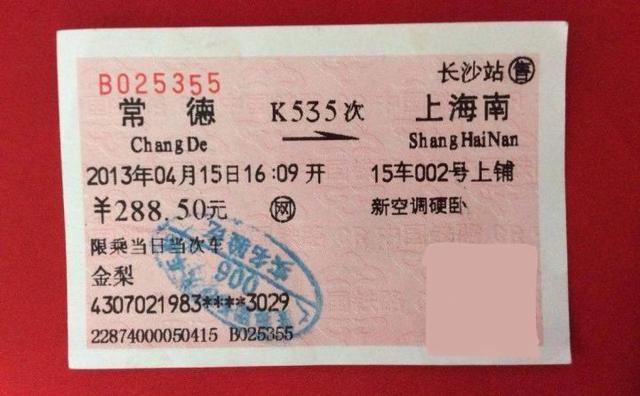 B025355 长沙站 售
常德 K535次 上海南
ChangDe ShangHaiNan
2013年04月15日16:09开 15车002号上铺
￥288.50元 网 新空调硬卧
限乘当日当次车
金梨
4307021983****3029
22874000050415 B025355
006